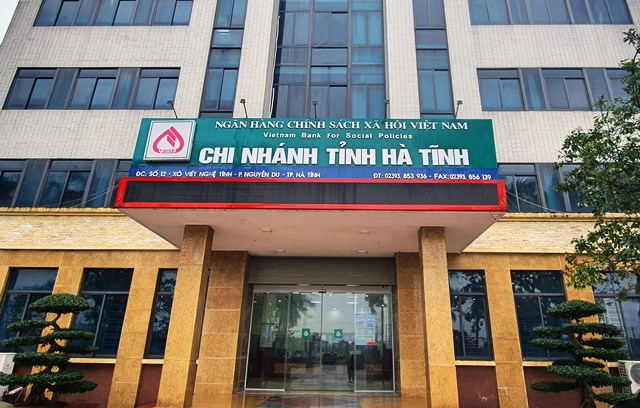 NGÂN HÀNG CHÍNH SÁCH XÃ HỘI VIỆT NAM
Vietnam Bank for Social Policies
CHI NHÁNH TỈNH HÀ TĨNH
ĐC: SỐ 12 - XÔ VIẾT NGHỆ TĨNH - P. NGUYỄN DU - TP. HÀ TĨNH
ĐT: 02393. 853 936 - FAX:02393. 856 139